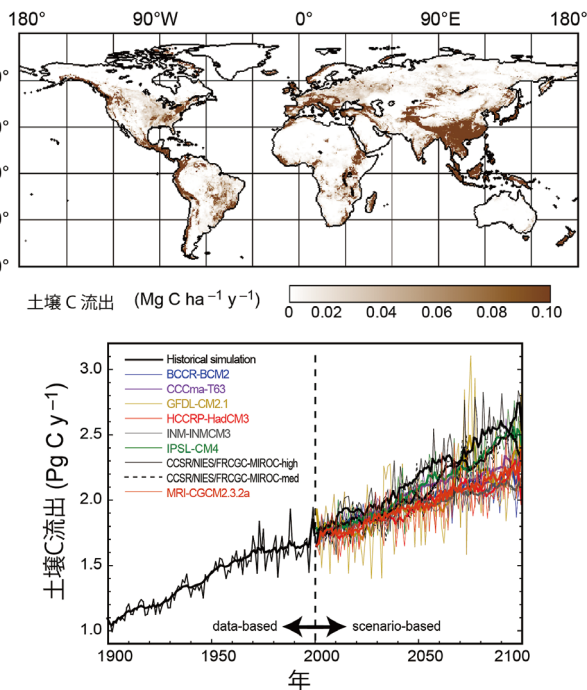 180° 90°W 0° 90°E 180°
土壌 C 流出 (Mg C ha⁻¹ y⁻¹)
0 0.02 0.04 0.06 0.08 0.10
土壌C流出 (Pg C y⁻¹)
3.0
2.5
2.0
1.5
1.0
Historical simulation
BCCR-BCM2
CCCma-T63
GFDL-CM2.1
HCCRP-HadCM3
INM-INMCM3
IPSL-CM4
CCSR/NIES/FRCGC-MIROC-high
CCSR/NIES/FRCGC-MIROC-med
MRI-CGCM2.3.2a
data-based scenario-based
1900 1950 2000 2050 2100
年